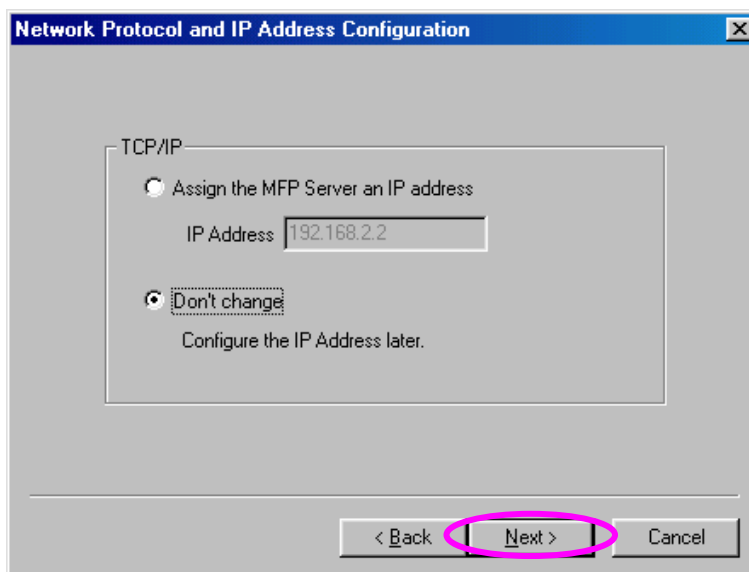 Network Protocol and IP Address Configuration
TCP/IP
Assign the MFP Server an IP address
IP Address 192.168.2.2
Don't change
Configure the IP Address later.
< Back Next > Cancel